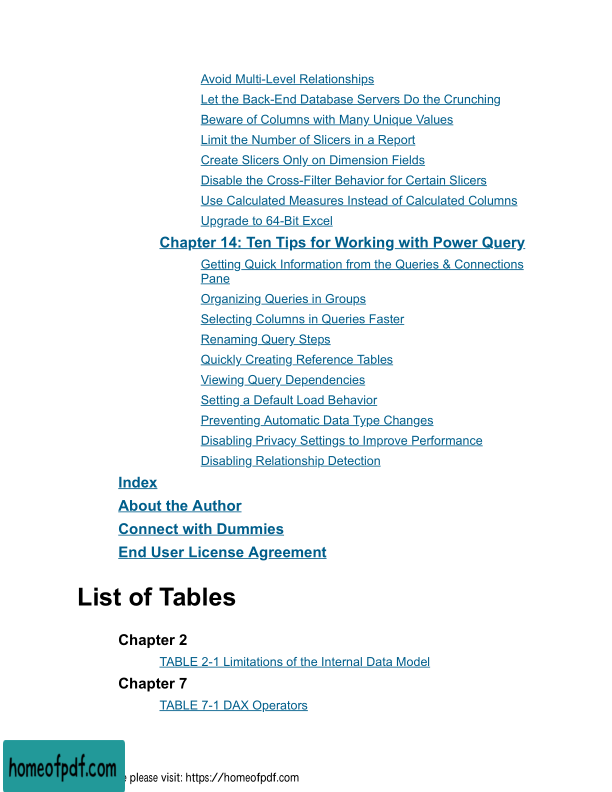 Avoid Multi-Level Relationships
Let the Back-End Database Servers Do the Crunching
Beware of Columns with Many Unique Values
Limit the Number of Slicers in a Report
Create Slicers Only on Dimension Fields
Disable the Cross-Filter Behavior for Certain Slicers
Use Calculated Measures Instead of Calculated Columns
Upgrade to 64-Bit Excel
Chapter 14: Ten Tips for Working with Power Query
Getting Quick Information from the Queries & Connections
Pane
Organizing Queries in Groups
Selecting Columns in Queries Faster
Renaming Query Steps
Quickly Creating Reference Tables
Viewing Query Dependencies
Setting a Default Load Behavior
Preventing Automatic Data Type Changes
Disabling Privacy Settings to Improve Performance
Disabling Relationship Detection
Index
About the Author
Connect with Dummies
End User License Agreement
List of Tables
Chapter 2
TABLE 2-1 Limitations of the Internal Data Model
Chapter 7
TABLE 7-1 DAX Operators
homeofpdf.com
please visit: https://homeofpdf.com